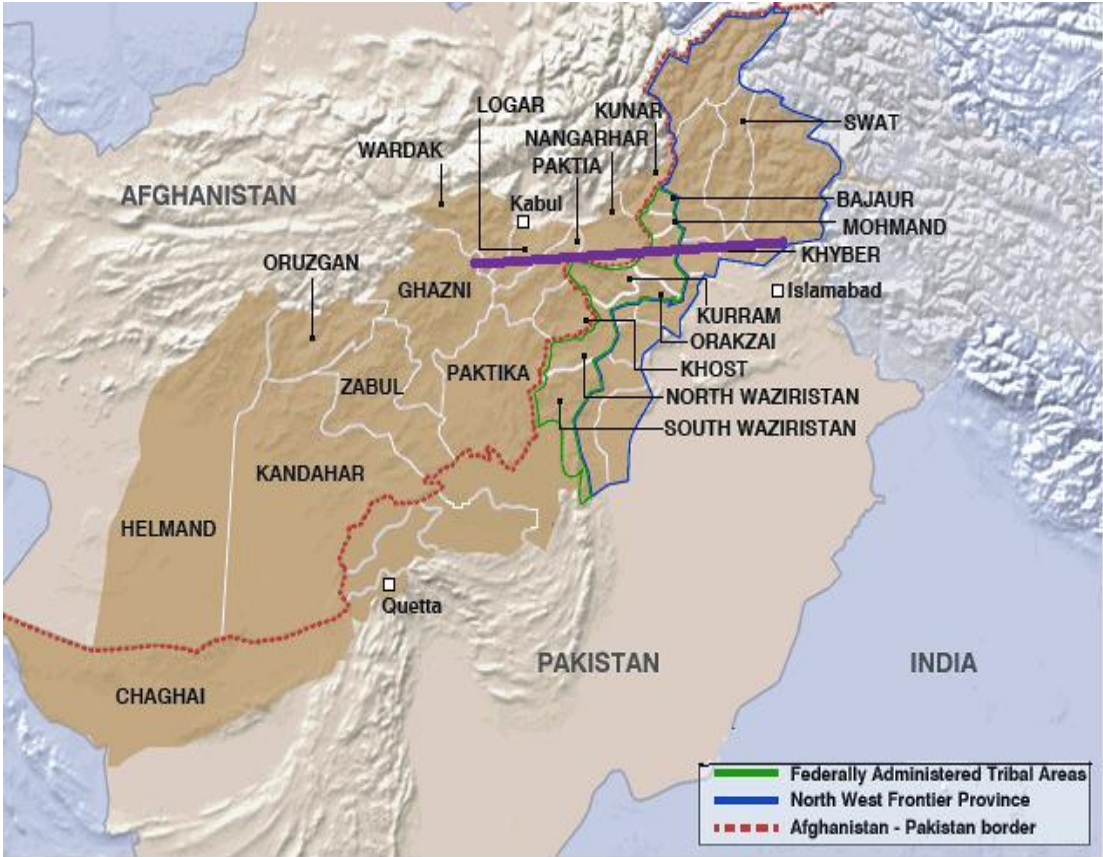 LOGAR
KUNAR
SWAT
NANGARHAR
WARDAK
PAKTIA
AFGHANISTAN
Kabul
BAJAUR
MOHMAND
ORUZGAN
KHYBER
GHAZNI
Islamabad
KURRAM
ORAKZAI
KHOST
ZABUL
PAKTIKA
NORTH WAZIRISTAN
SOUTH WAZIRISTAN
KANDAHAR
HELMAND
Quetta
PAKISTAN
INDIA
CHAGHAI
Federally Administered Tribal Areas
North West Frontier Province
Afghanistan - Pakistan border